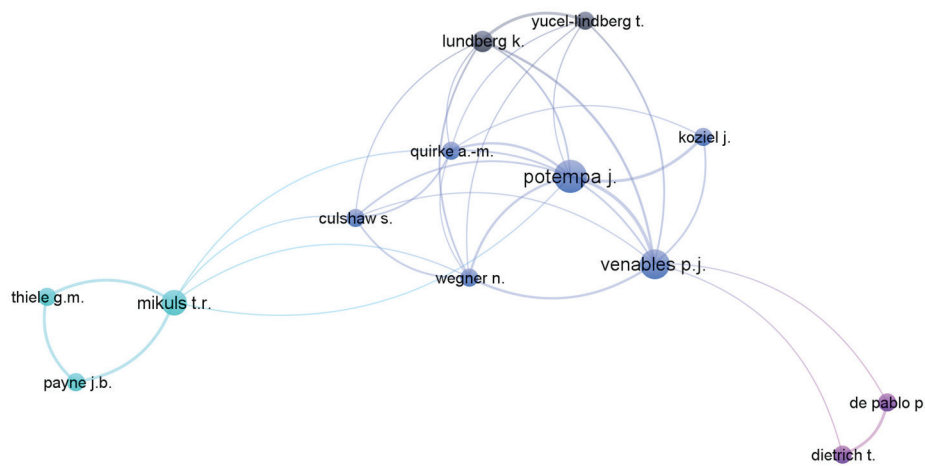 yucel-lindberg t.
lundberg k.
koziel j.
quirke a.-m.
potempa j.
culshaw s.
venables p.j.
wegner n.
thiele g.m.
mikuls t.r.
payne j.b.
de pablo p.
dietrich t.